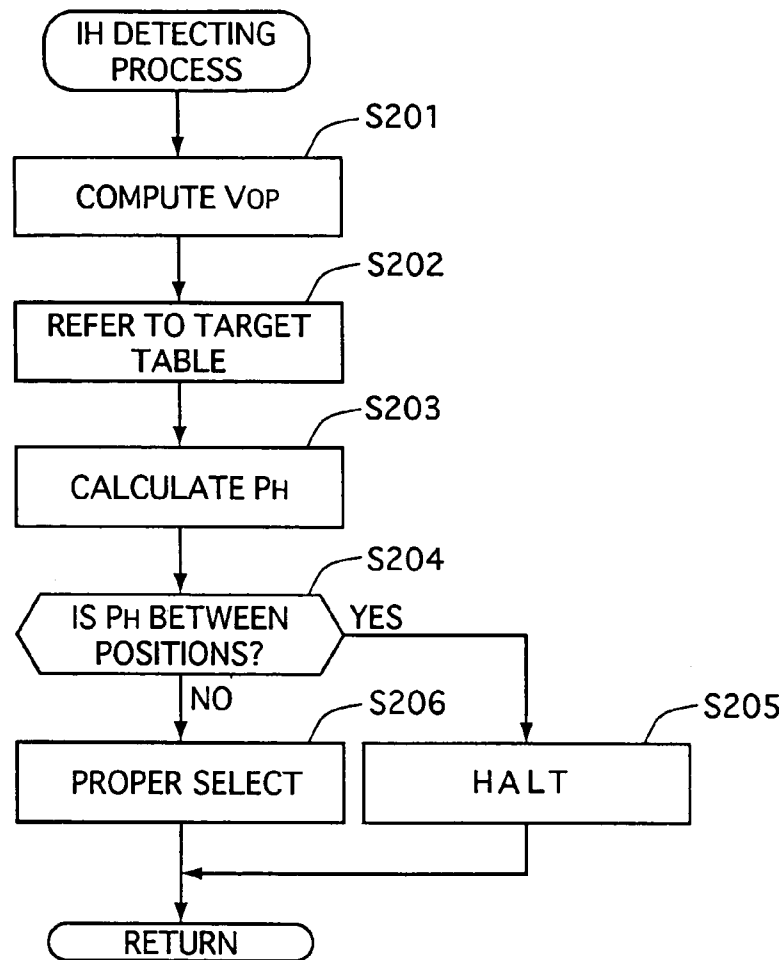 IH DETECTING
PROCESS
S201
COMPUTE VOP
S202
REFER TO TARGET
TABLE
S203
CALCULATE PH
S204
IS PH BETWEEN
POSITIONS?
YES
NO
S206
S205
PROPER SELECT
HALT
RETURN